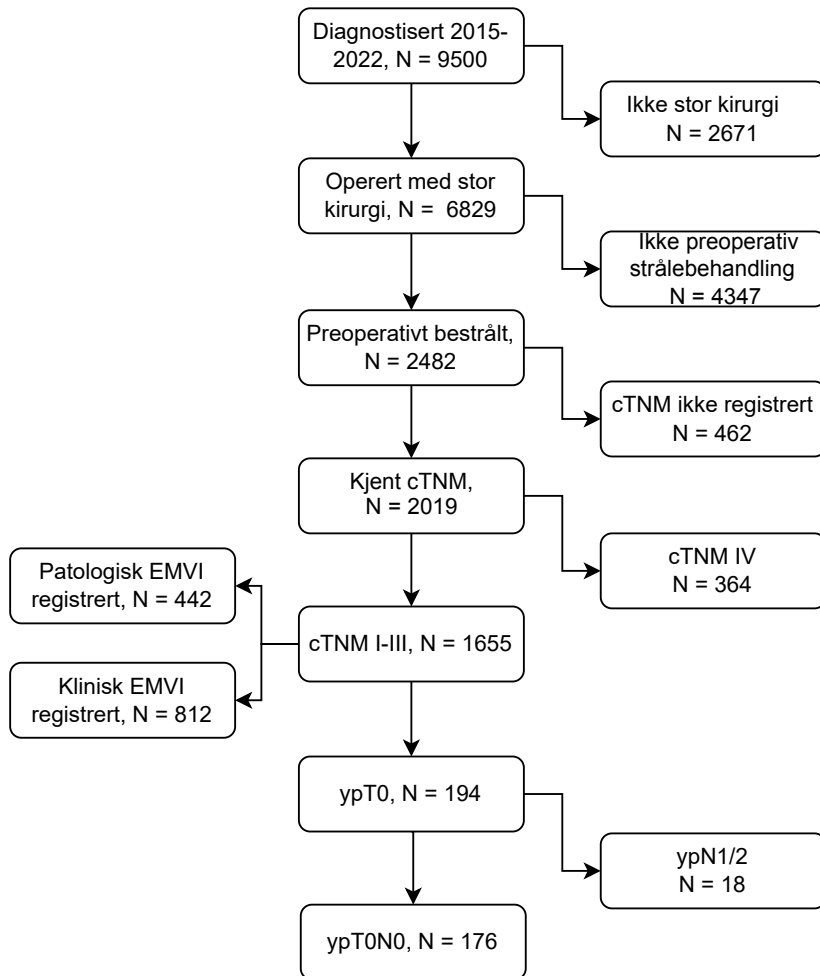 Diagnostisert 2015-
2022, N = 9500
Ikke stor kirurgi
N = 2671
Operert med stor
kirurgi, N =  6829
Ikke preoperativ
strålebehandling
N = 4347
Preoperativt bestrålt,
N = 2482
cTNM ikke registrert
N = 462
Kjent cTNM,
N = 2019
cTNM IV
N = 364
Patologisk EMVI
registrert, N = 442
cTNM I-III, N = 1655
Klinisk EMVI
registrert, N = 812
ypT0, N = 194
ypN1/2
N = 18
ypT0N0, N = 176